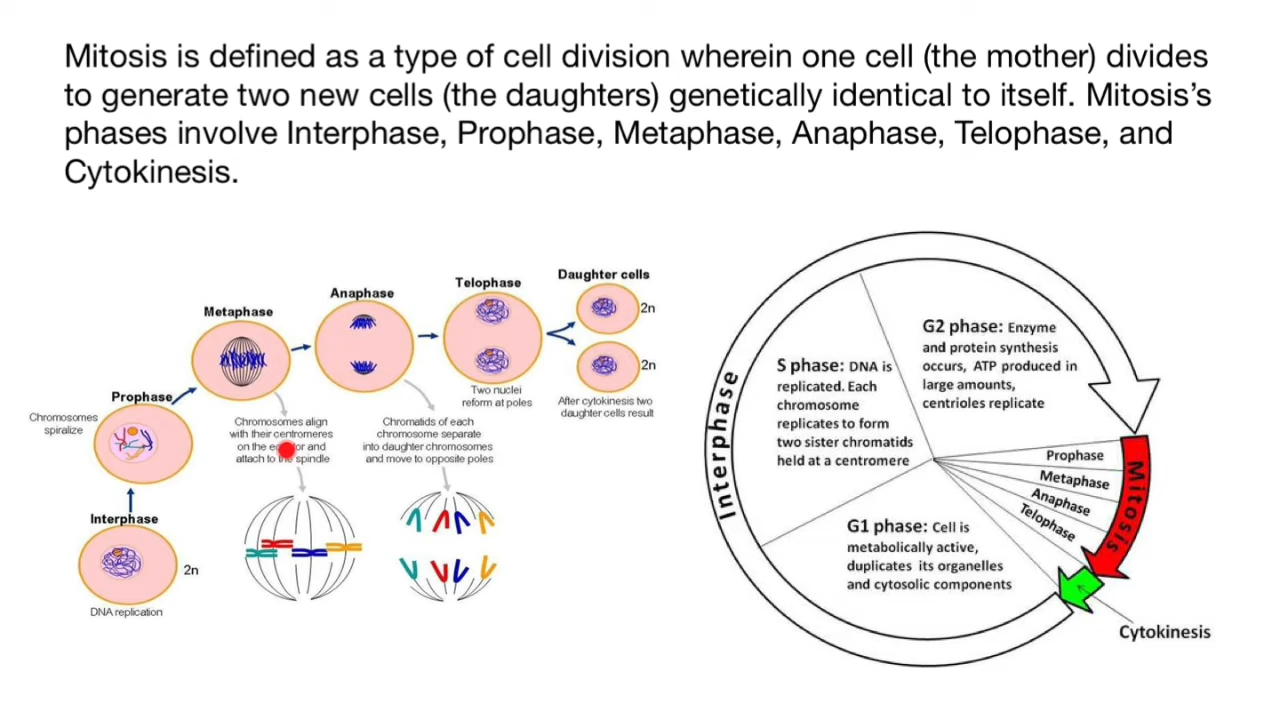 Mitosis is defined as a type of cell division wherein one cell (the mother) divides
to generate two new cells (the daughters) genetically identical to itself. Mitosis’s
phases involve Interphase, Prophase, Metaphase, Anaphase, Telophase, and
Cytokinesis.
Interphase
2n
DNA replication
Prophase
Chromosomes
spiralize
Metaphase
Chromosomes align
with their centromeres
on the and
attach to spindle
Anaphase
Chromatids of each
chromosome separate
into daughter chromosomes
and move to opposite poles
Telophase
Two nuclei
reform at poles
Daughter cells
2n
2n
After cytokinesis two
daughter cells result
Interphase
S phase: DNA is
replicated. Each
chromosome
replicates to form
two sister chromatids
held at a centromere
G2 phase: Enzyme
and protein synthesis
occurs, ATP produced in
large amounts,
centrioles replicate
G1 phase: Cell is
metabolically active,
duplicates its organelles
and cytosolic components
Prophase
Metaphase
Anaphase
Telophase
Mitosis
Cytokinesis